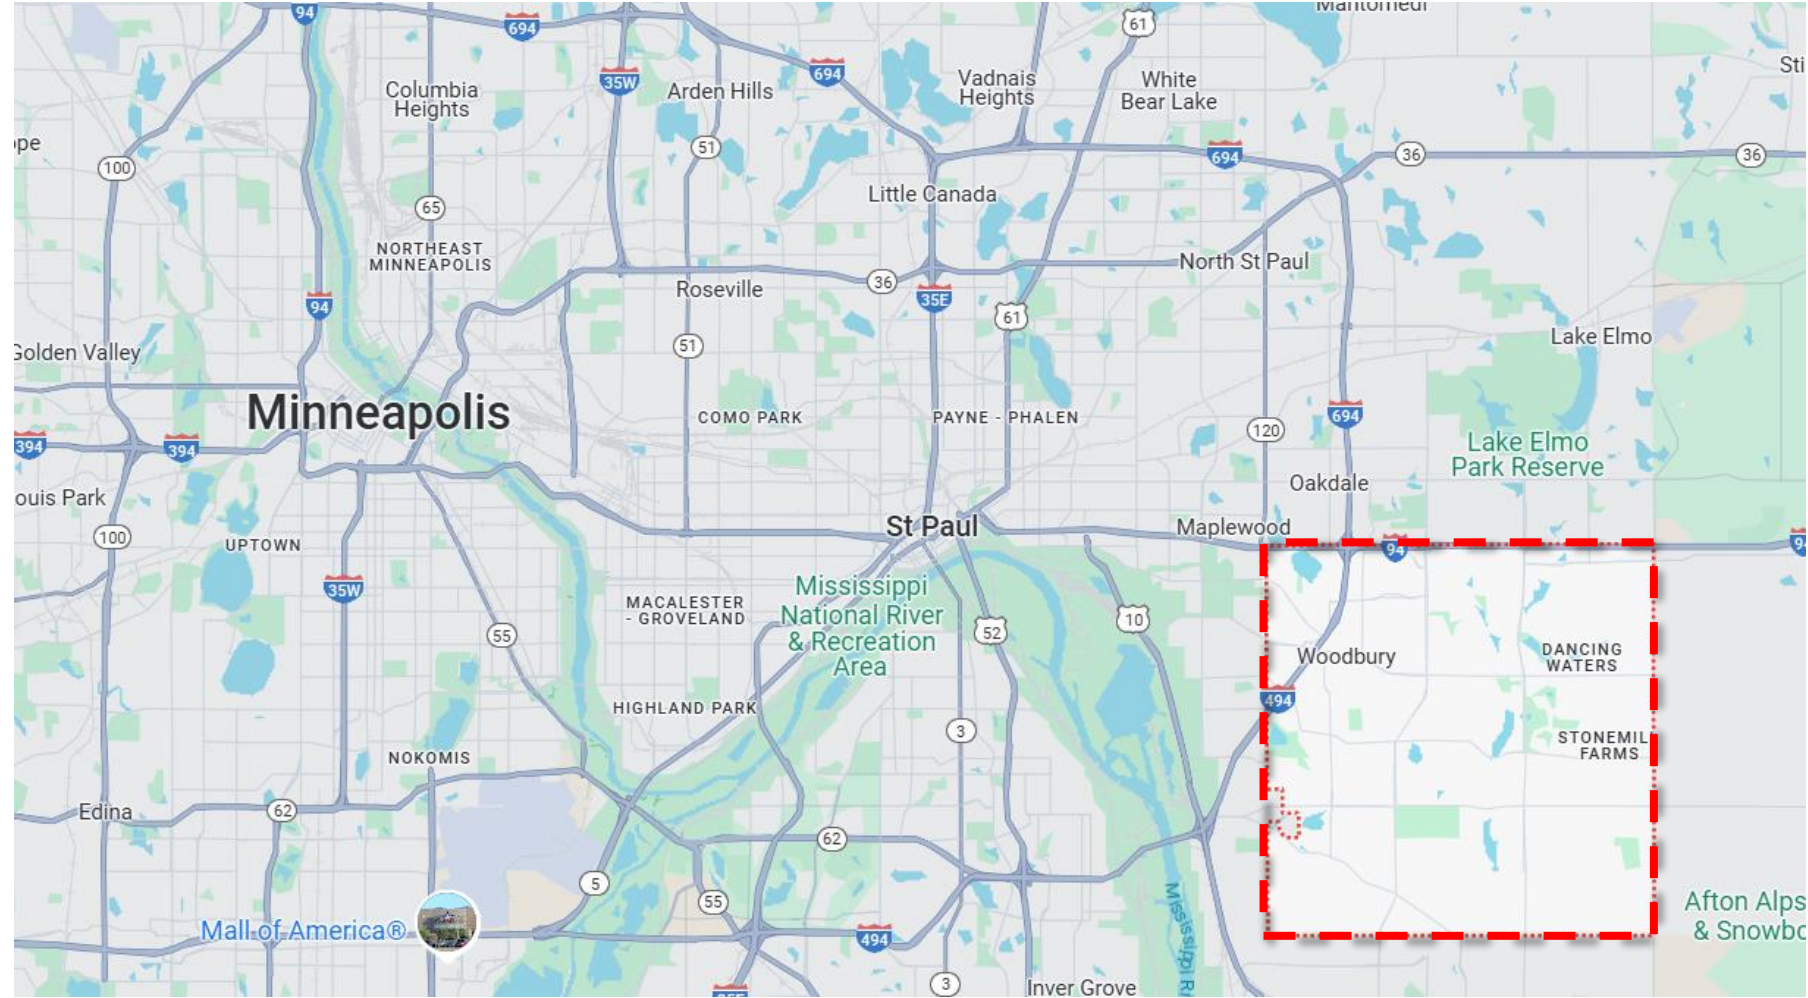 94
694
61
Mahtomedi
35W
694
Columbia
Heights
Arden Hills
Vadnais
Heights
White
Bear Lake
Sti
ope
100
51
694
36
36
65
Little Canada
NORTHEAST
MINNEAPOLIS
North St Paul
94
Roseville
36
35E
61
Golden Valley
51
Lake Elmo
Minneapolis
COMO PARK
PAYNE - PHALEN
694
120
394
394
Lake Elmo
Park Reserve
ouis Park
Oakdale
St Paul
Maplewood
100
UPTOWN
94
94
35W
MACALESTER
- GROVELAND
Mississippi
National River
& Recreation
Area
55
52
10
Woodbury
DANCING
WATERS
HIGHLAND PARK
494
3
NOKOMIS
STONEMIL
FARMS
Edina
62
62
5
55
Mississippi Ri
Afton Alps
& Snowbo
Mall of America®
494
3
Inver Grove
35E